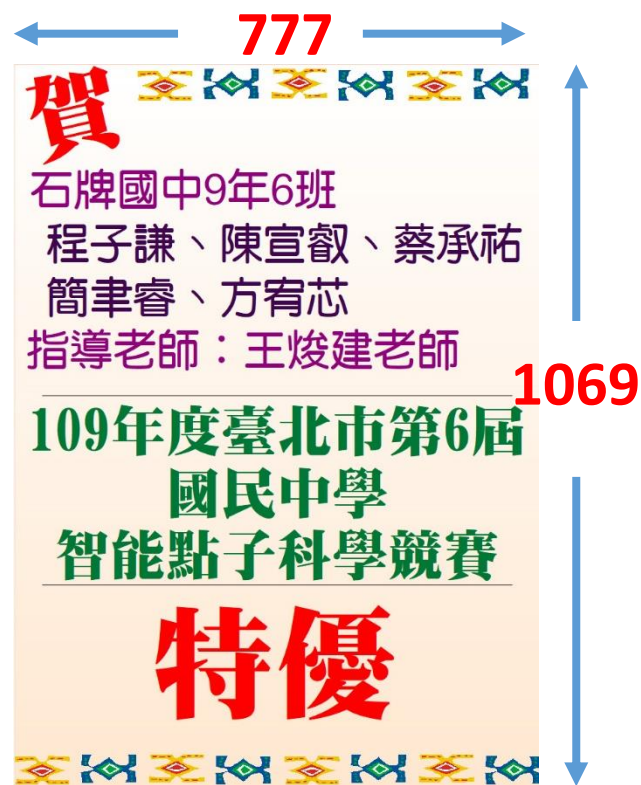 777
賀
石牌國中9年6班
程子謙、陳宣叡、蔡承祐
簡聿睿、方宥芯
指導老師：王焌建老師
1069
109年度臺北市第6屆
國民中學
智能點子科學競賽
特優